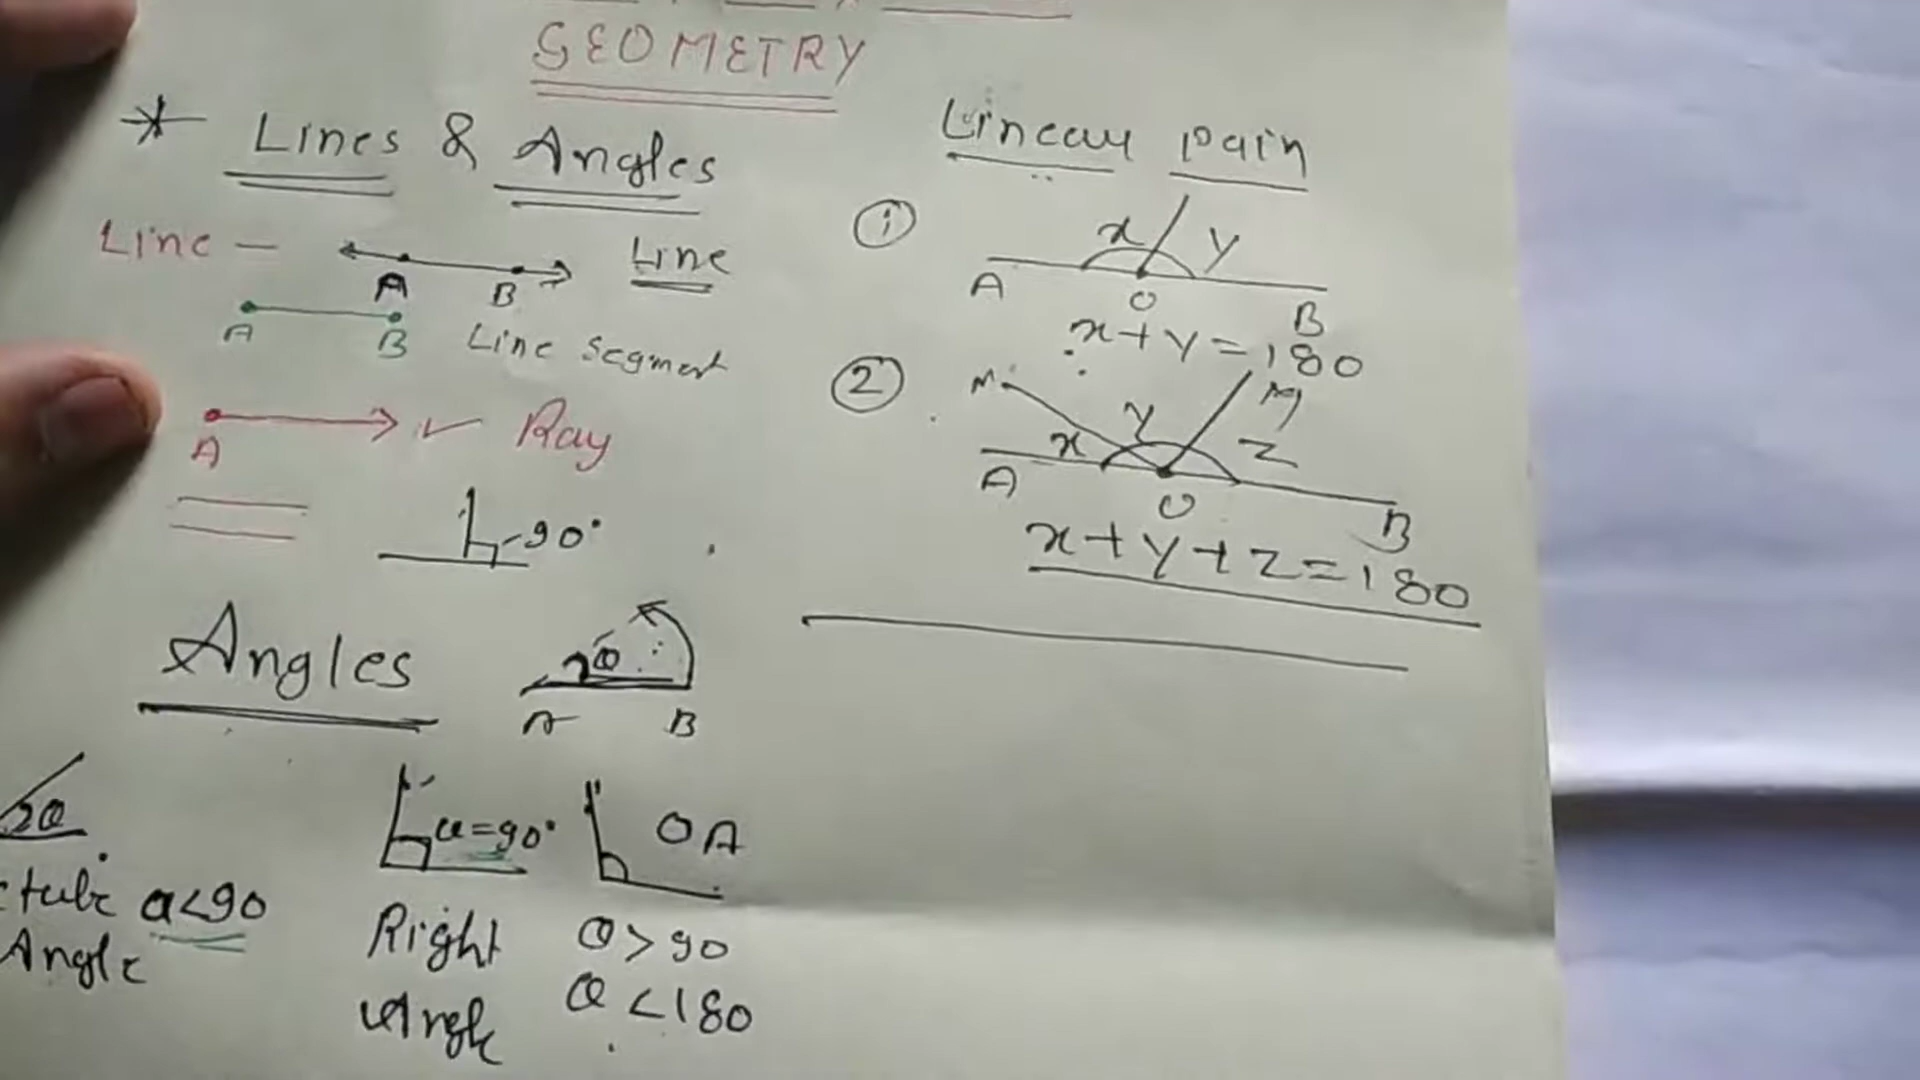 GEOMETRY
* Lines & Angles
Line — A B Line
A B Line Segment
A Ray
90°
Angles
θ A B
θ
Angle θ<90
θ=90°
Right Angle
OA
θ>90
θ<180
Linear pair
① x y
A O B
x+y=180
② M x y M z
A O B
x+y+z=180